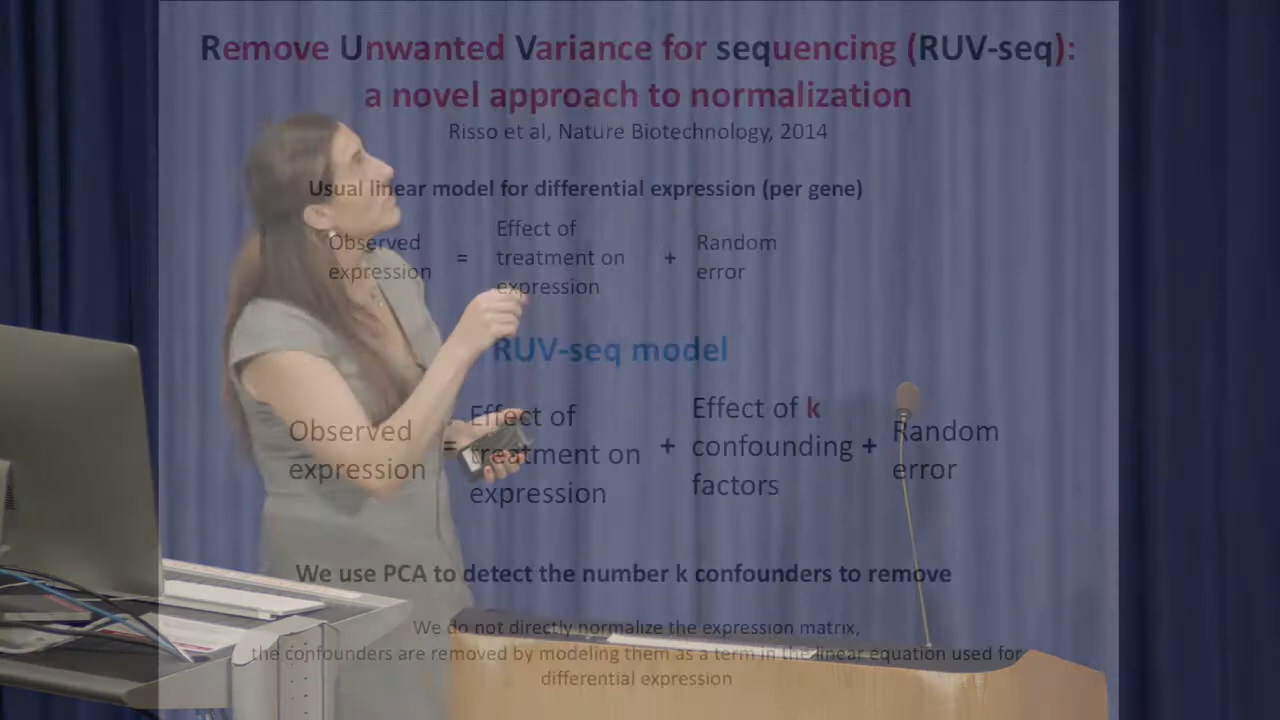 Remove Unwanted Variance for sequencing (RUV-seq):
a novel approach to normalization
Risso et al, Nature Biotechnology, 2014
Usual linear model for differential expression (per gene)
Observed expression = Effect of treatment on expression + Random error
RUV-seq model
Observed expression = Effect of treatment on expression + Effect of k confounding factors + Random error
We use PCA to detect the number k confounders to remove
We do not directly normalize the expression matrix,
the confounders are removed by modeling them as a term in the linear equation used for
differential expression